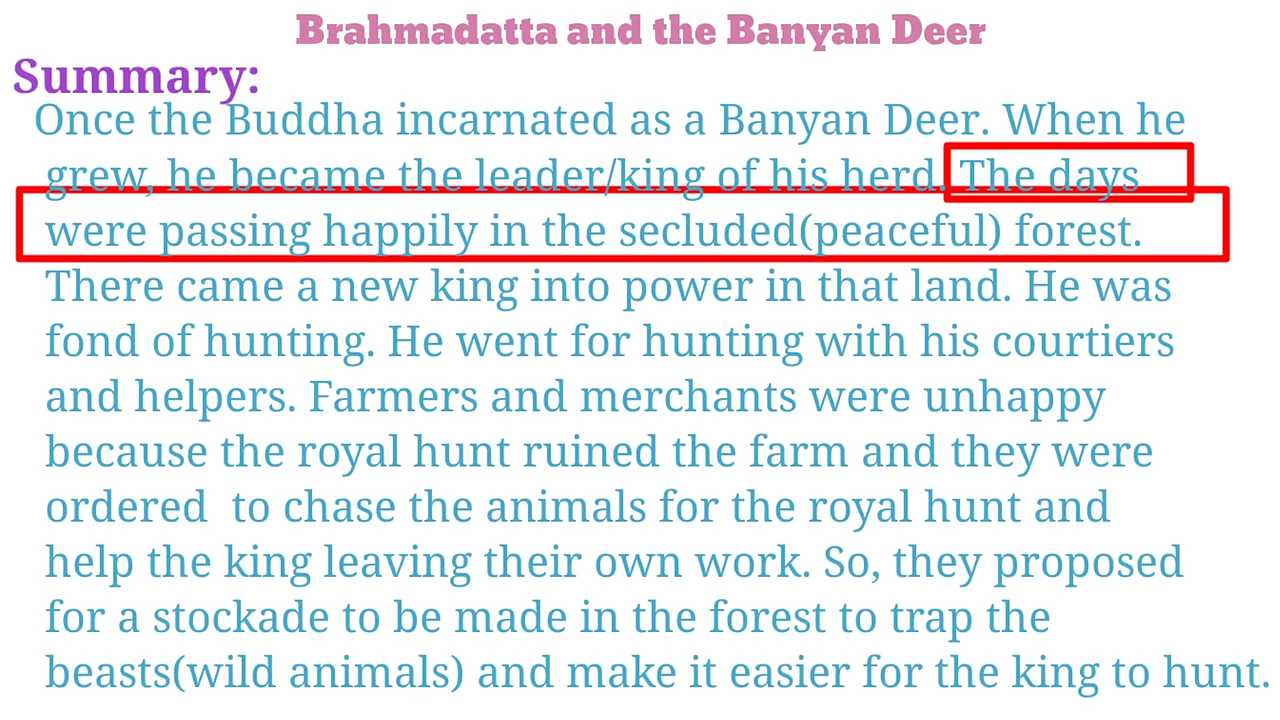 Brahmadatta and the Banyan Deer
Summary:
Once the Buddha incarnated as a Banyan Deer. When he
grew, he became the leader/king of his herd. The days
were passing happily in the secluded(peaceful) forest.
There came a new king into power in that land. He was
fond of hunting. He went for hunting with his courtiers
and helpers. Farmers and merchants were unhappy
because the royal hunt ruined the farm and they were
ordered  to chase the animals for the royal hunt and
help the king leaving their own work. So, they proposed
for a stockade to be made in the forest to trap the
beasts(wild animals) and make it easier for the king to hunt.